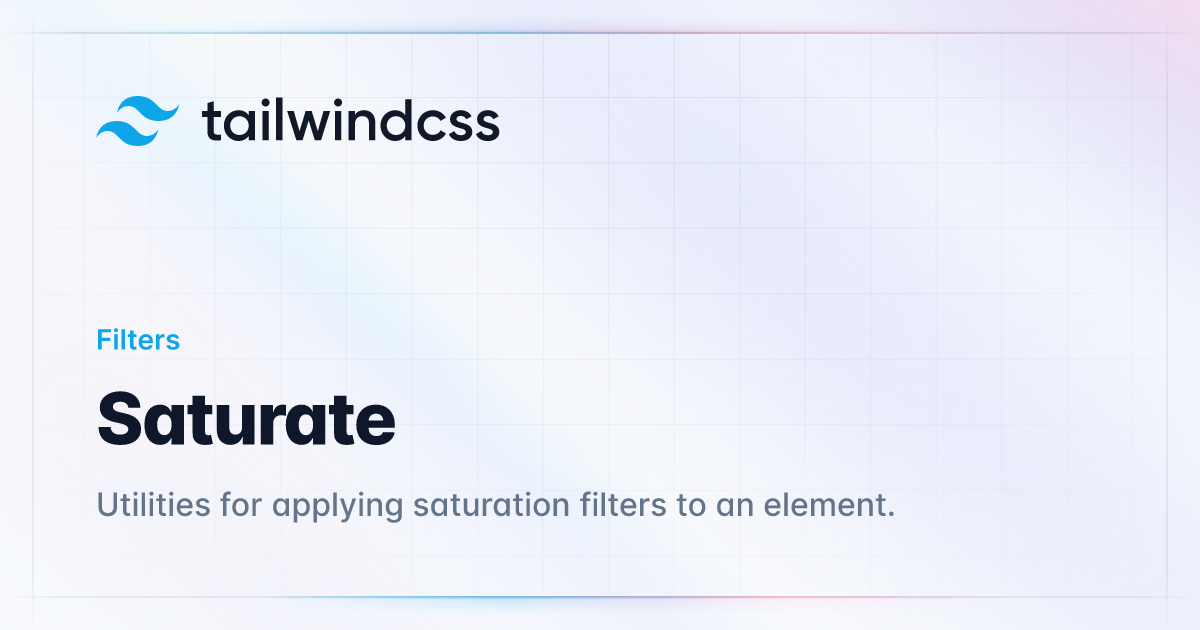 tailwindcss
Filters
Saturate
Utilities for applying saturation filters to an element.